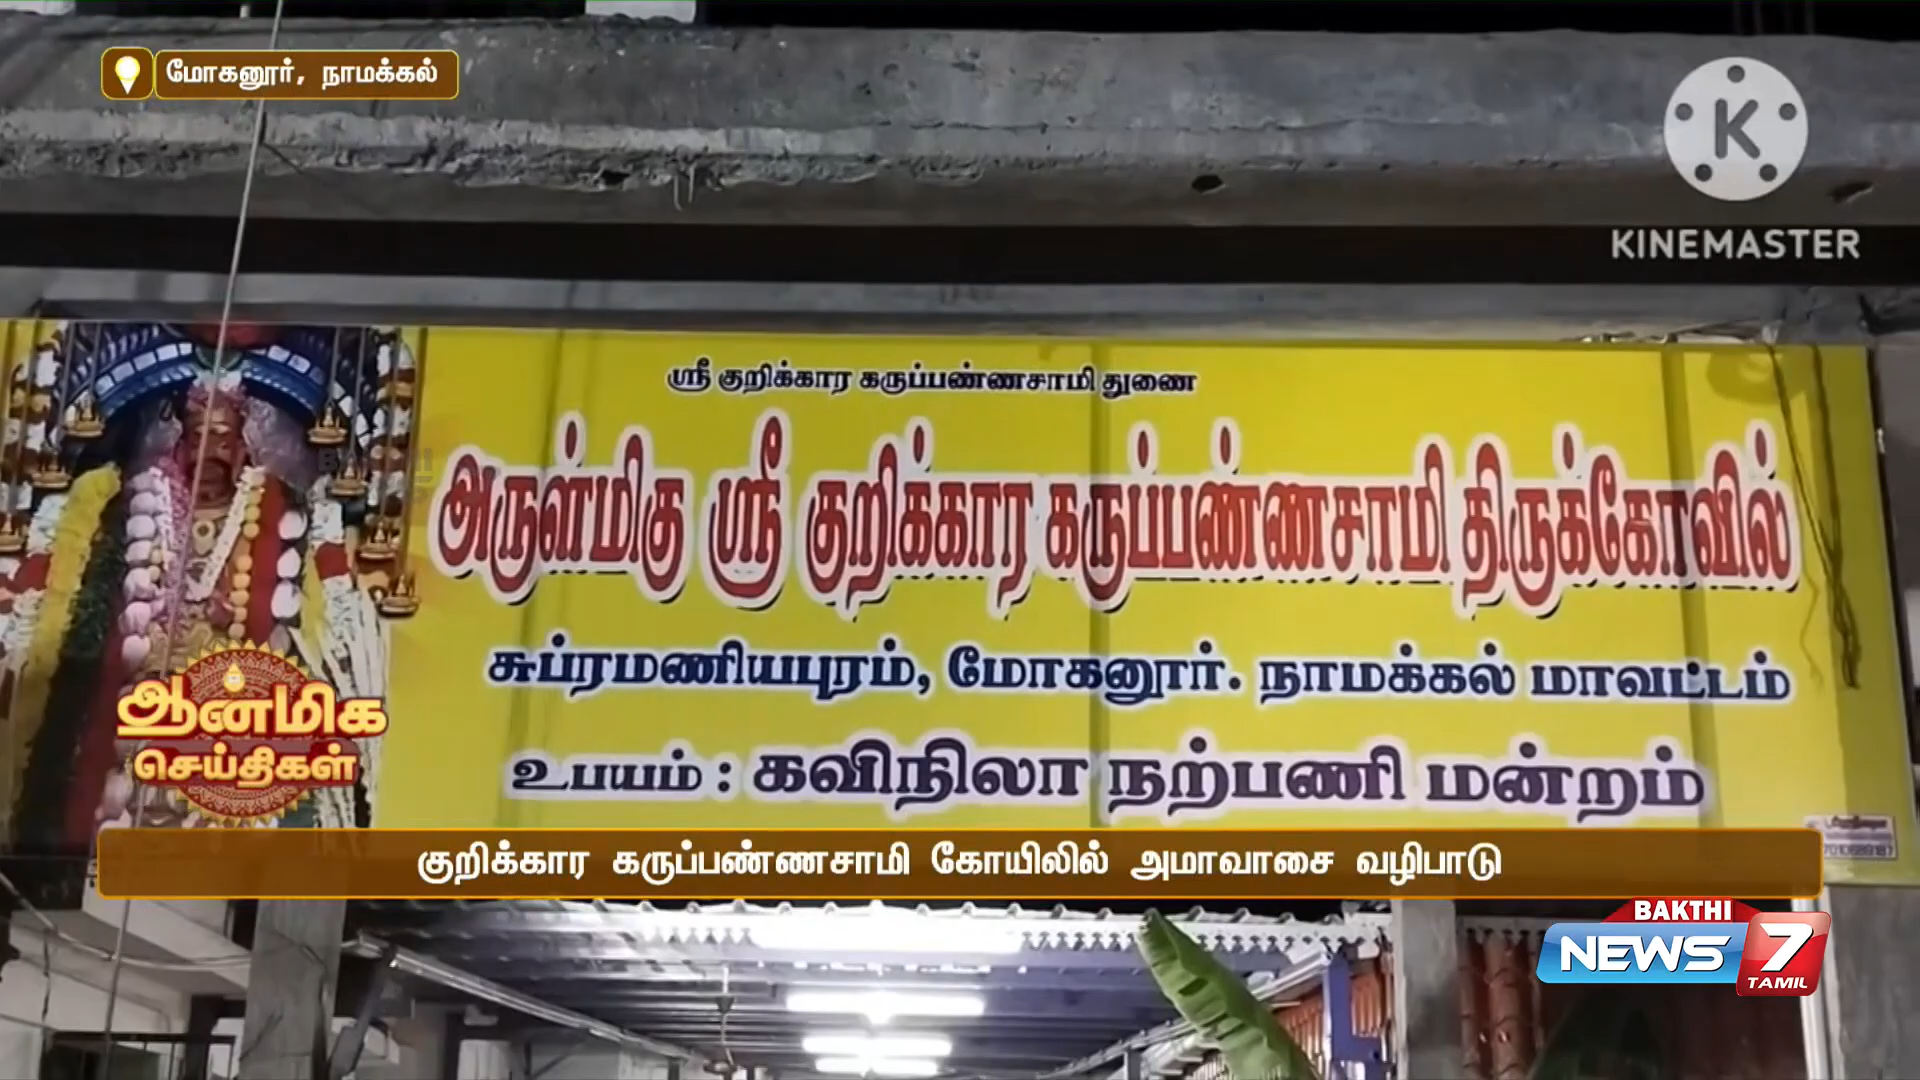 மோகனூர், நாமக்கல்
KINEMASTER
ஸ்ரீ குறிக்கார கருப்பண்ணசாமி துணை
அருள்மிகு ஸ்ரீ குறிக்கார கருப்பண்ணசாமி திருக்கோவில்
சுப்ரமணியபுரம், மோகனூர். நாமக்கல் மாவட்டம்
உபயம் : கவிநிலா நற்பணி மன்றம்
ஆன்மிக
செய்திகள்
குறிக்கார கருப்பண்ணசாமி கோயிலில் அமாவாசை வழிபாடு
BAKTHI
NEWS 7
TAMIL